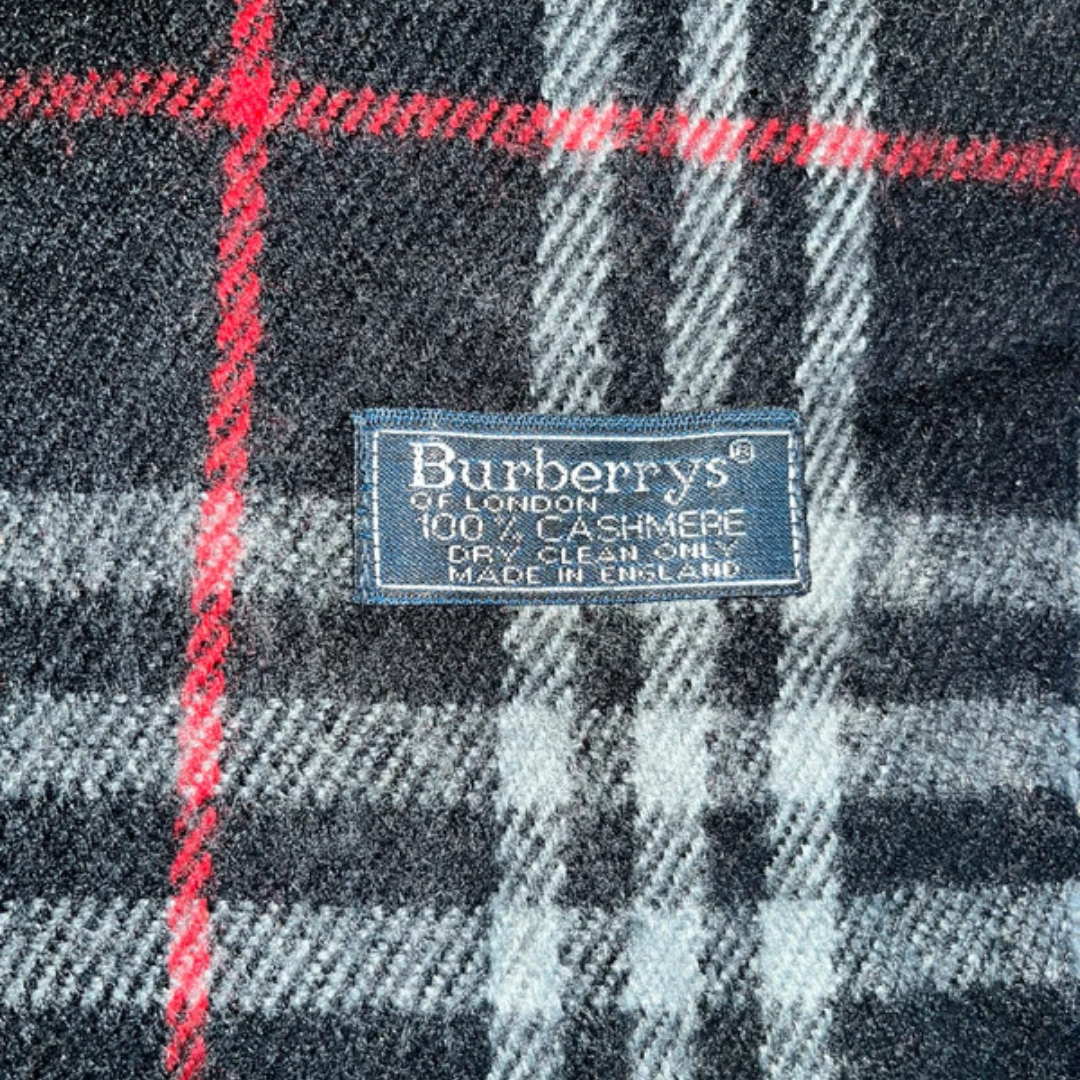 Burberrys®
OF LONDON
100% CASHMERE
DRY CLEAN ONLY
MADE IN ENGLAND